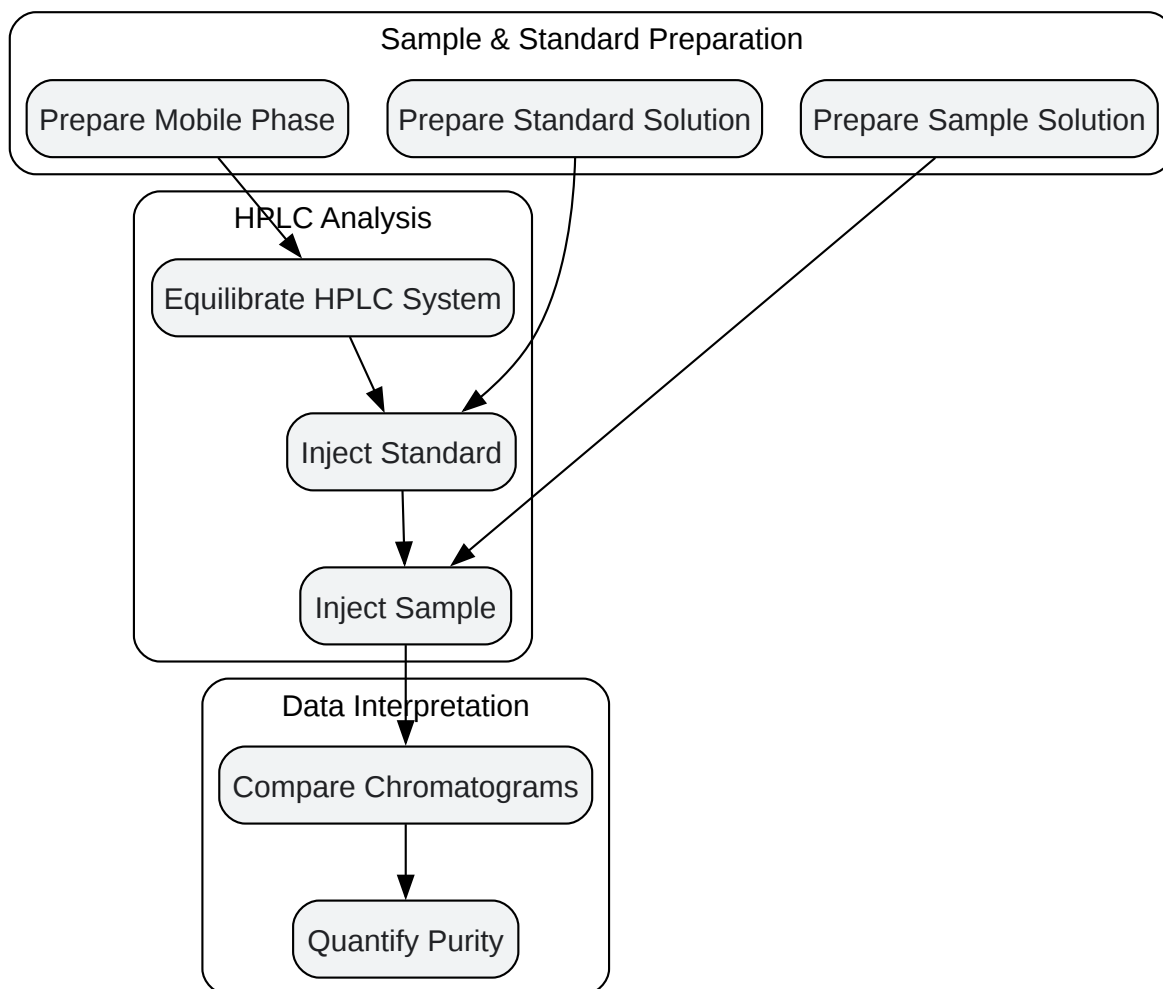 Sample & Standard Preparation
Prepare Mobile Phase
Prepare Standard Solution
Prepare Sample Solution
HPLC Analysis
Equilibrate HPLC System
Inject Standard
Inject Sample
Data Interpretation
Compare Chromatograms
Quantify Purity